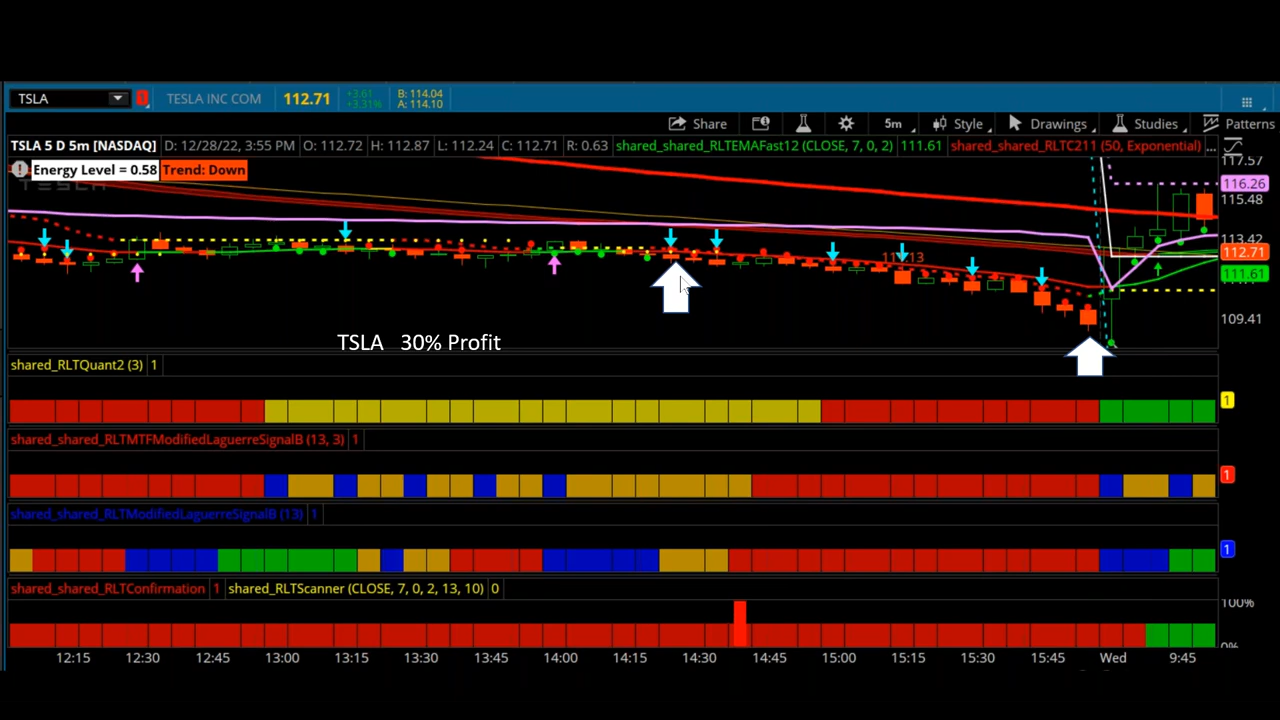 TSLA 1 TESLA INC COM 112.71 +3.61 +3.31% B: 114.04 A: 114.10
Share 5m Style Drawings Studies Patterns
TSLA 5 D 5m [NASDAQ] D: 12/28/22, 3:55 PM O: 112.72 H: 112.87 L: 112.24 C: 112.71 R: 0.63 shared_shared_RLTEMAFast12 (CLOSE, 7, 0, 2) 111.61 shared_shared_RLTC211 (50, Exponential) ...
117.57
Energy Level = 0.58 Trend: Down
TESLA
116.26
115.48
113.42
112.71
111.61
109.41
TSLA 30% Profit
shared_RLTQuant2 (3) 1
1
shared_shared_RLTMTFModifiedLaguerreSignalB (13, 3) 1
1
shared_shared_RLTModifiedLaguerreSignalB (13) 1
1
shared_shared_RLTConfirmation 1 shared_RLTScanner (CLOSE, 7, 0, 2, 13, 10) 0
100%
0%
12:15 12:30 12:45 13:00 13:15 13:30 13:45 14:00 14:15 14:30 14:45 15:00 15:15 15:30 15:45 Wed 9:45